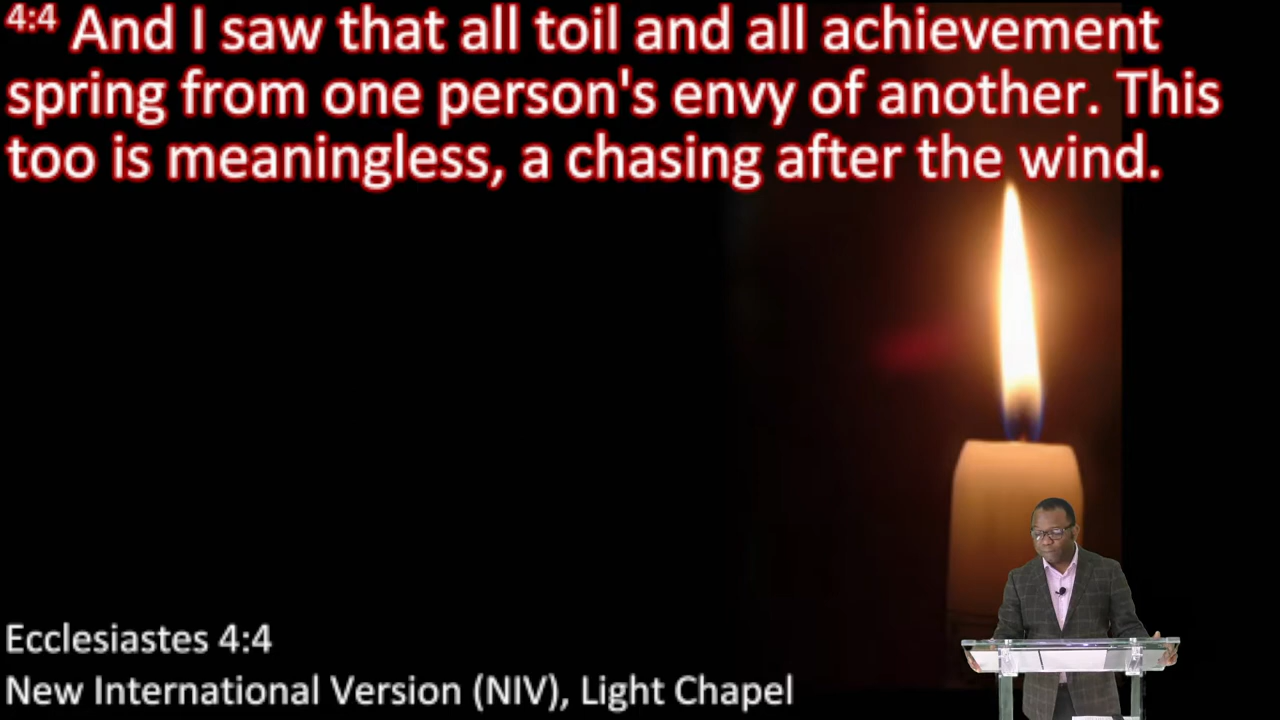 4:4 And I saw that all toil and all achievement
spring from one person's envy of another. This
too is meaningless, a chasing after the wind.
Ecclesiastes 4:4
New International Version (NIV), Light Chapel